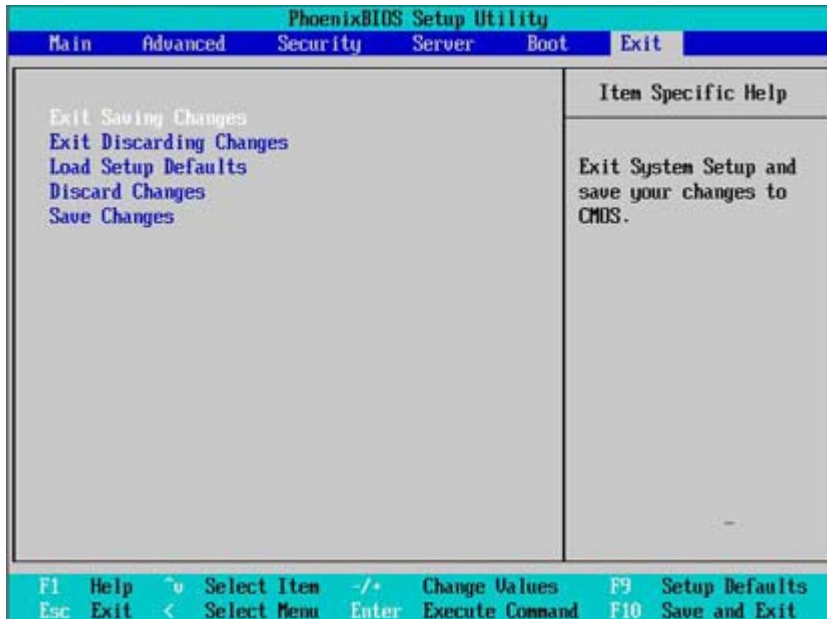 PhoenixBIOS Setup Utility
Main Advanced Security Server Boot Exit
Exit Saving Changes
Exit Discarding Changes
Load Setup Defaults
Discard Changes
Save Changes
Item Specific Help
Exit System Setup and
save your changes to
CMOS.
F1 Help ^v Select Item -/+ Change Values F9 Setup Defaults
Esc Exit < Select Menu Enter Execute Command F10 Save and Exit